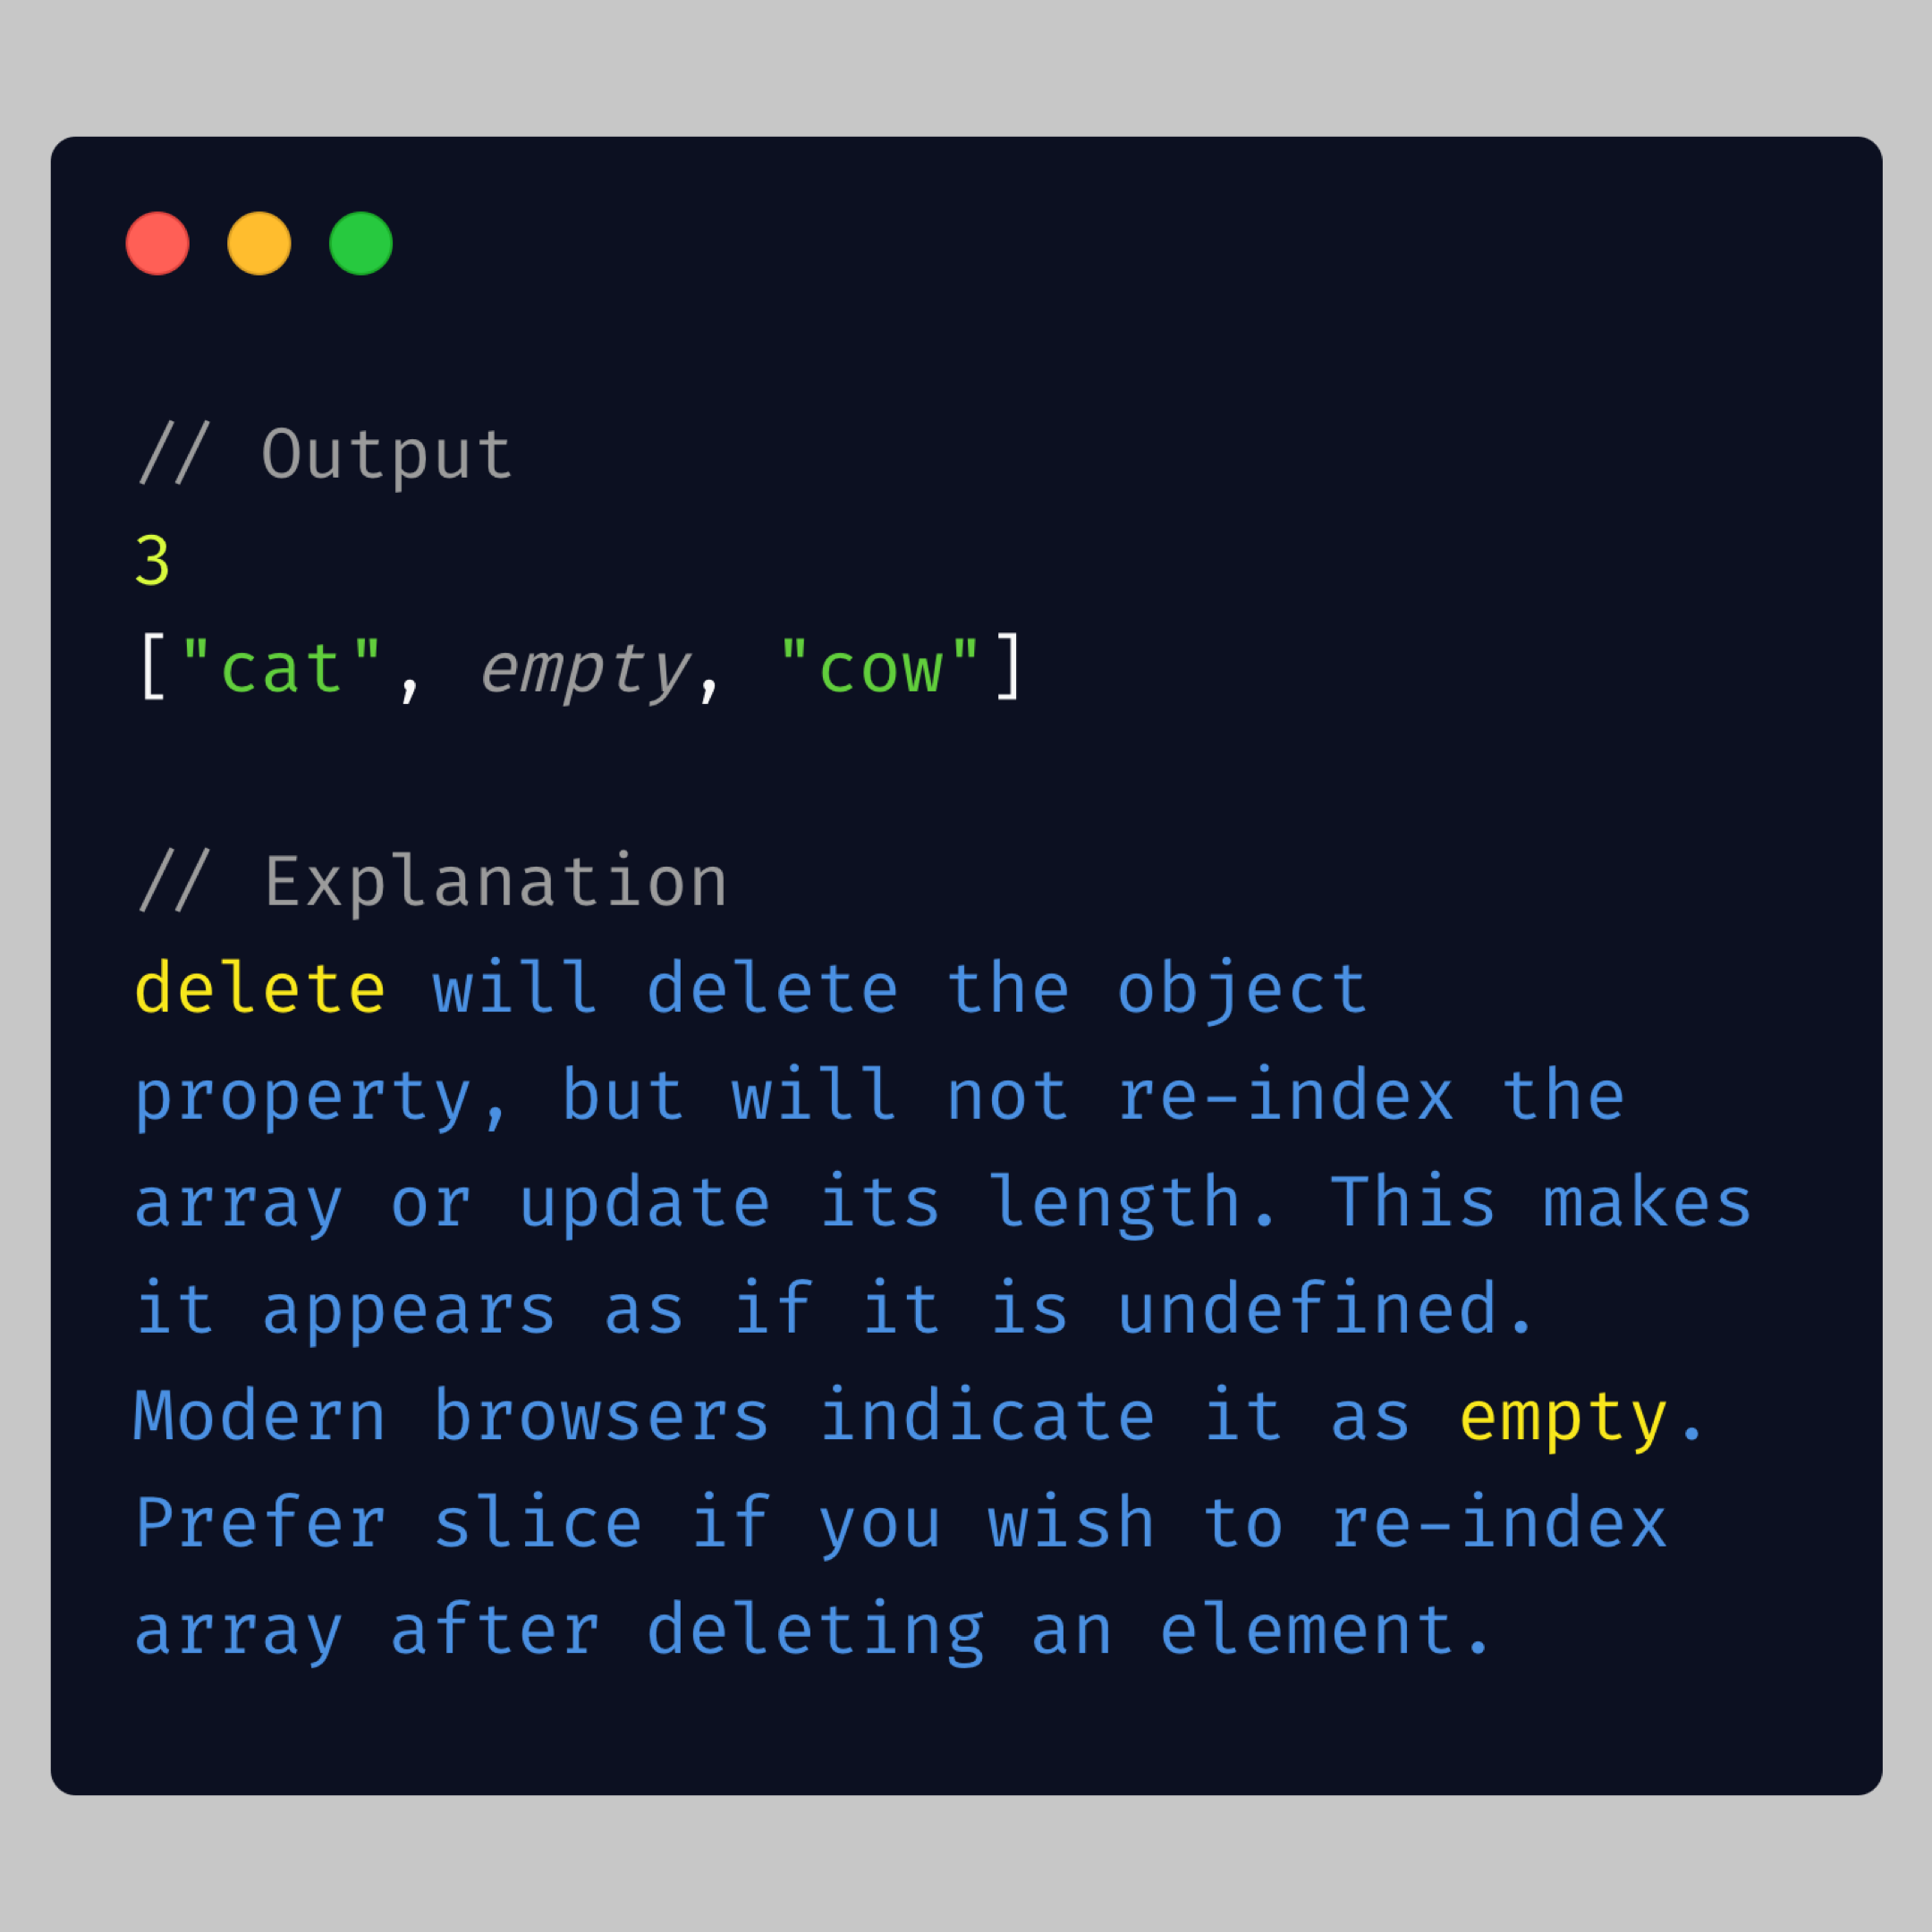 // Output
3
["cat", empty, "cow"]
// Explanation
delete will delete the object
property, but will not re-index the
array or update its length. This makes
it appears as if it is undefined.
Modern browsers indicate it as empty.
Prefer slice if you wish to re-index
array after deleting an element.